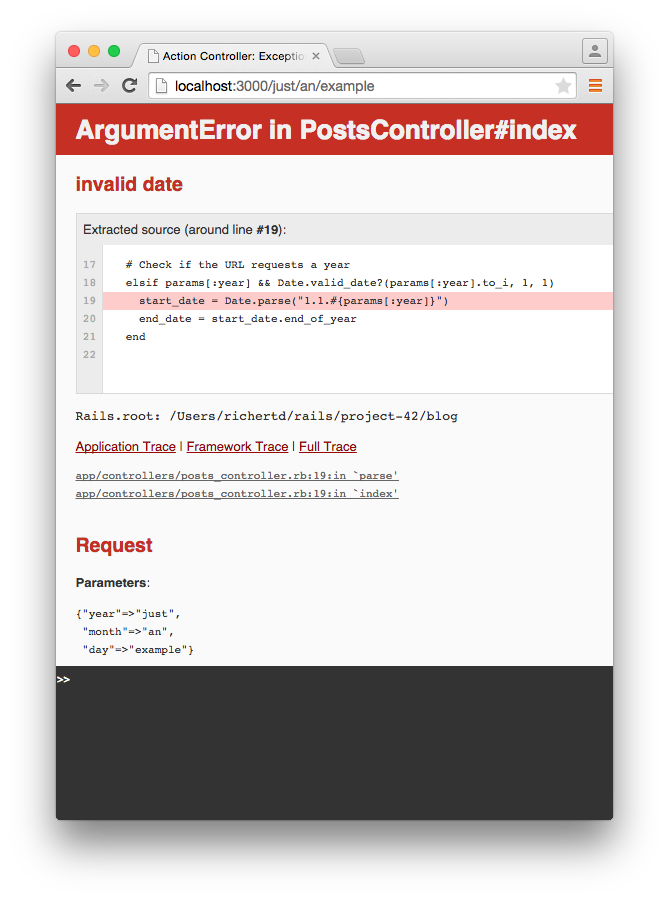 Action Controller: Exceptio
localhost:3000/just/an/example
ArgumentError in PostsController#index
invalid date
Extracted source (around line #19):
17 # Check if the URL requests a year
18 elsif params[:year] && Date.valid_date?(params[:year].to_i, 1, 1)
19 start_date = Date.parse("1.1.#{params[:year]}")
20 end_date = start_date.end_of_year
21 end
22
Rails.root: /Users/richertd/rails/project-42/blog
Application Trace | Framework Trace | Full Trace
app/controllers/posts_controller.rb:19:in `parse'
app/controllers/posts_controller.rb:19:in `index'
Request
Parameters:
{"year"=>"just",
"month"=>"an",
"day"=>"example"}
>>